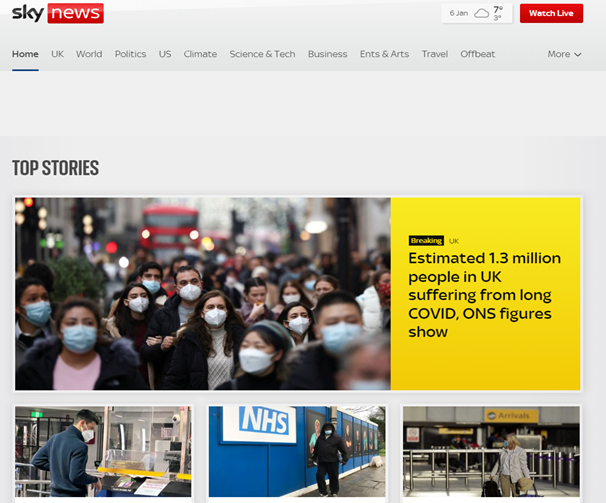 sky news
6 Jan 7° 3°
Watch Live
Home UK World Politics US Climate Science & Tech Business Ents & Arts Travel Offbeat More
TOP STORIES
Breaking UK
Estimated 1.3 million
people in UK
suffering from long
COVID, ONS figures
show
NHS
Arrivals